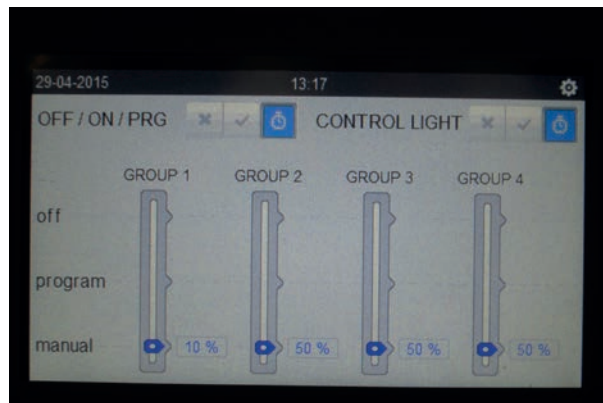 29-04-2015 13:17
OFF / ON / PRG CONTROL LIGHT
GROUP 1 GROUP 2 GROUP 3 GROUP 4
off
program
manual 10 % 50 % 50 % 50 %